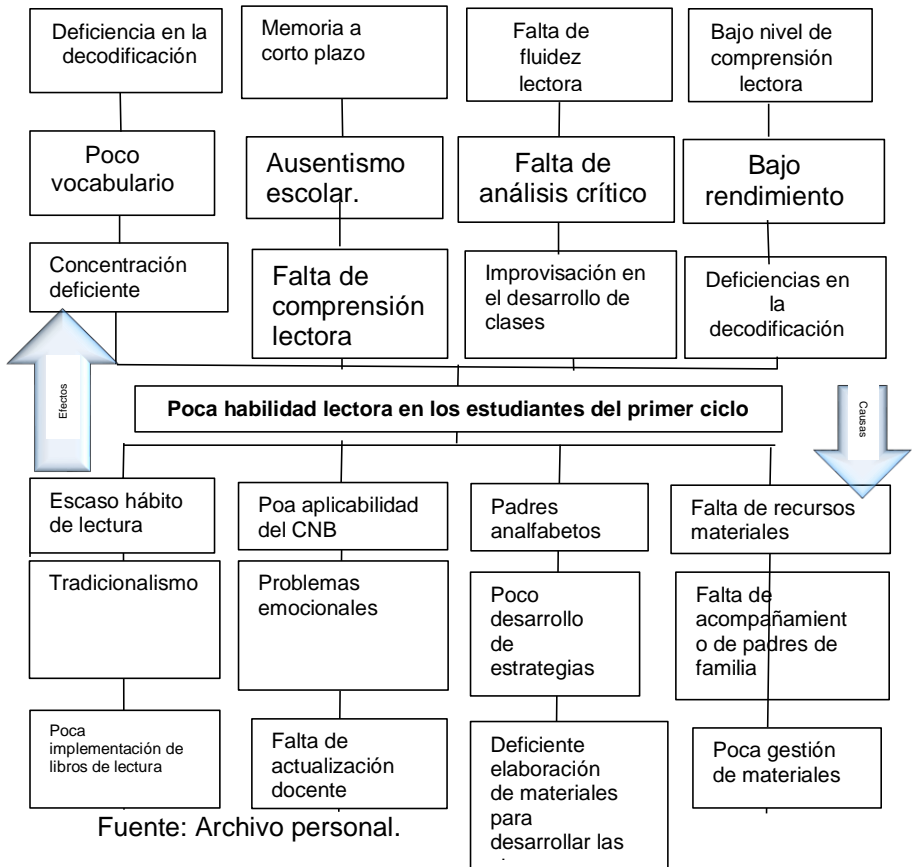 Deficiencia en la
decodificación
Memoria a
corto plazo
Falta de
fluidez
lectora
Bajo nivel de
comprensión
lectora
Poco
vocabulario
Ausentismo
escolar.
Falta de
análisis crítico
Bajo
rendimiento
Concentración
deficiente
Falta de
comprensión
lectora
Improvisación en
el desarrollo de
clases
Deficiencias en
la
decodificación
Efectos
Poca habilidad lectora en los estudiantes del primer ciclo
Causas
Escaso hábito
de lectura
Poa aplicabilidad
del CNB
Padres
analfabetos
Falta de recursos
materiales
Tradicionalismo
Problemas
emocionales
Poco
desarrollo
de
estrategias
Falta de
acompañamient
o de padres de
familia
Poca
implementación de
libros de lectura
Falta de
actualización
docente
Deficiente
elaboración
de materiales
para
desarrollar las
Poca gestión
de materiales
Fuente: Archivo personal.